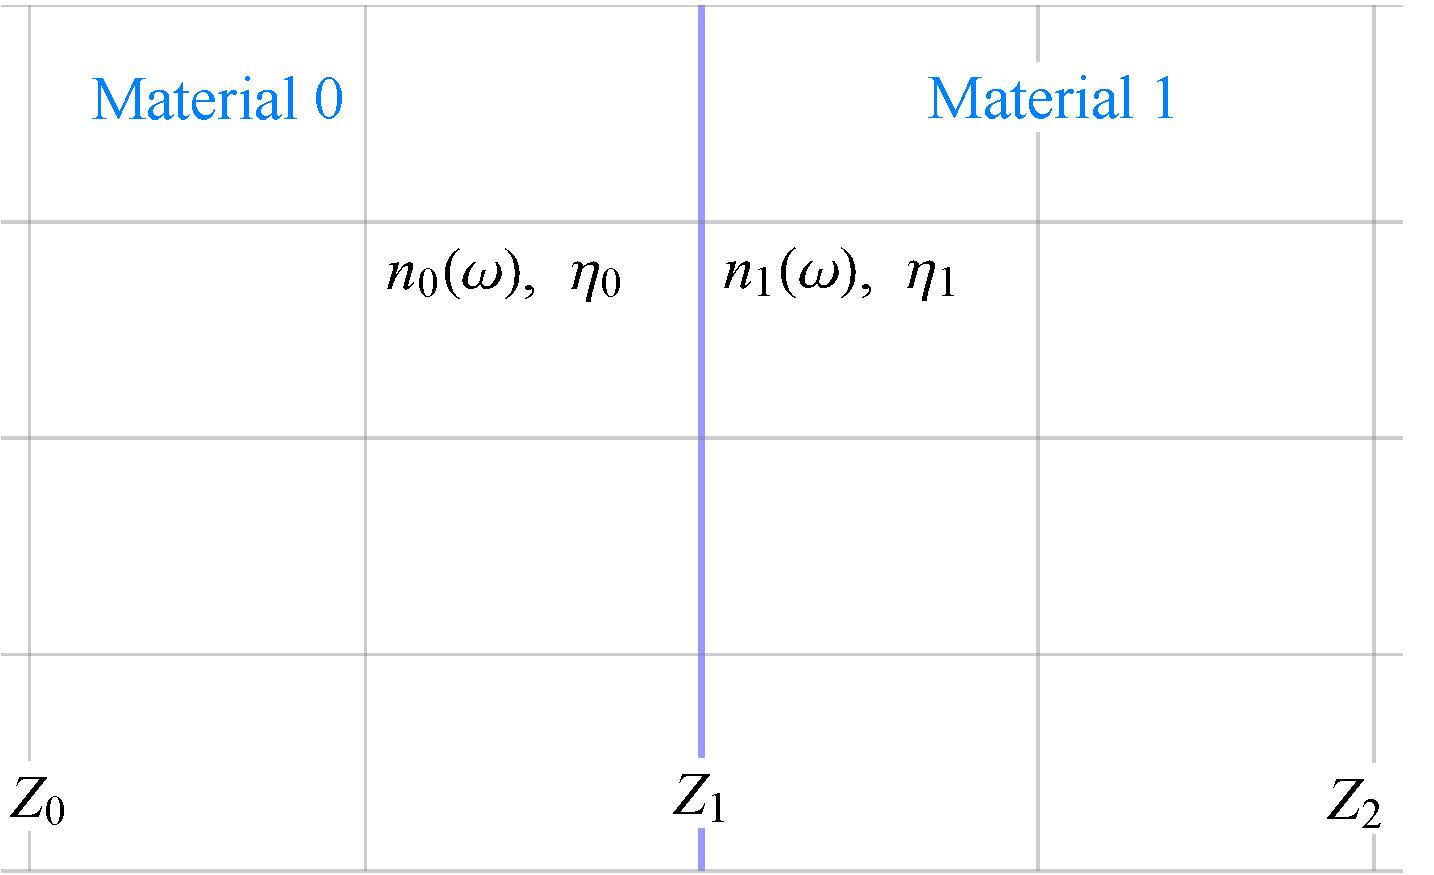 Material 0 Material 1
n₀(ω), η₀ n₁(ω), η₁
Z₀ Z₁ Z₂